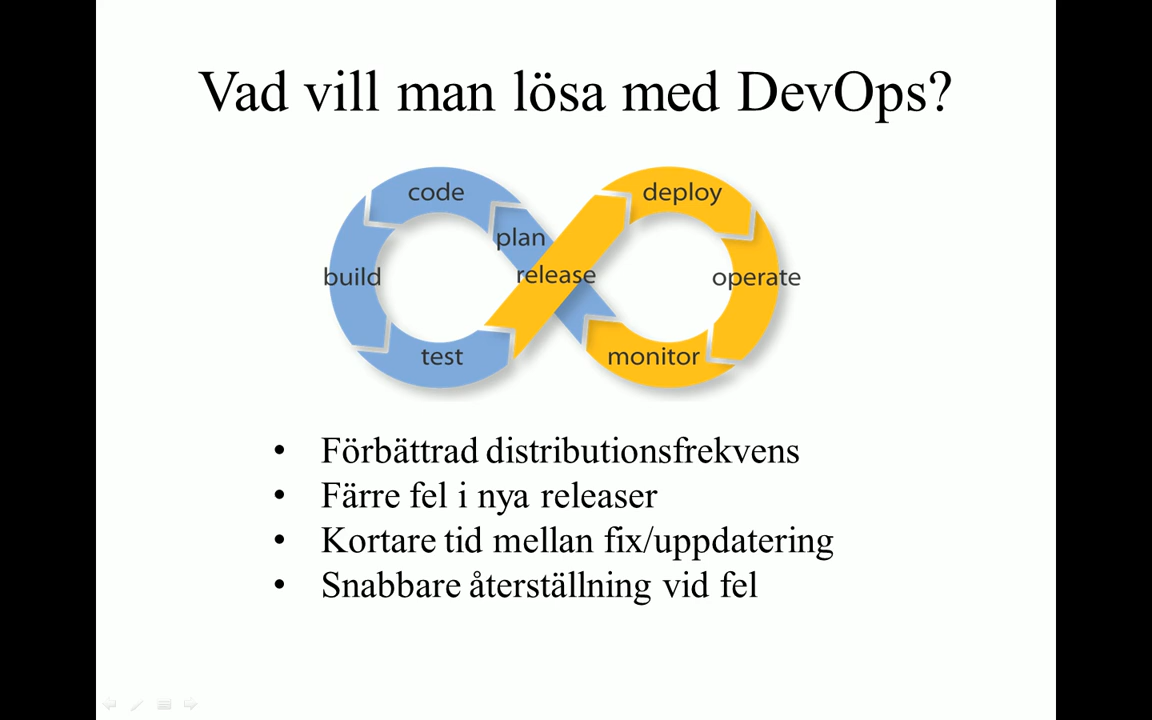 Vad vill man lösa med DevOps?
code
deploy
plan
release
build
operate
test
monitor
• Förbättrad distributionsfrekvens
• Färre fel i nya releaser
• Kortare tid mellan fix/uppdatering
• Snabbare återställning vid fel